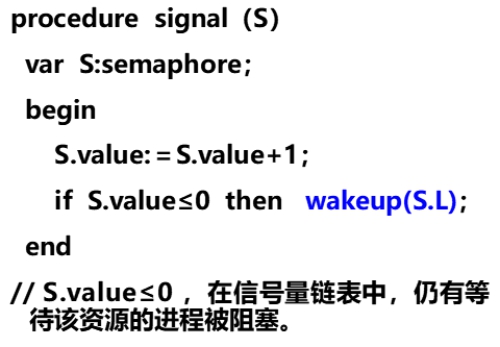 procedure signal (S)
var S:semaphore;
begin
S.value:=S.value+1;
if S.value≤0 then wakeup(S.L);
end
// S.value≤0 ，在信号量链表中，仍有等
待该资源的进程被阻塞。